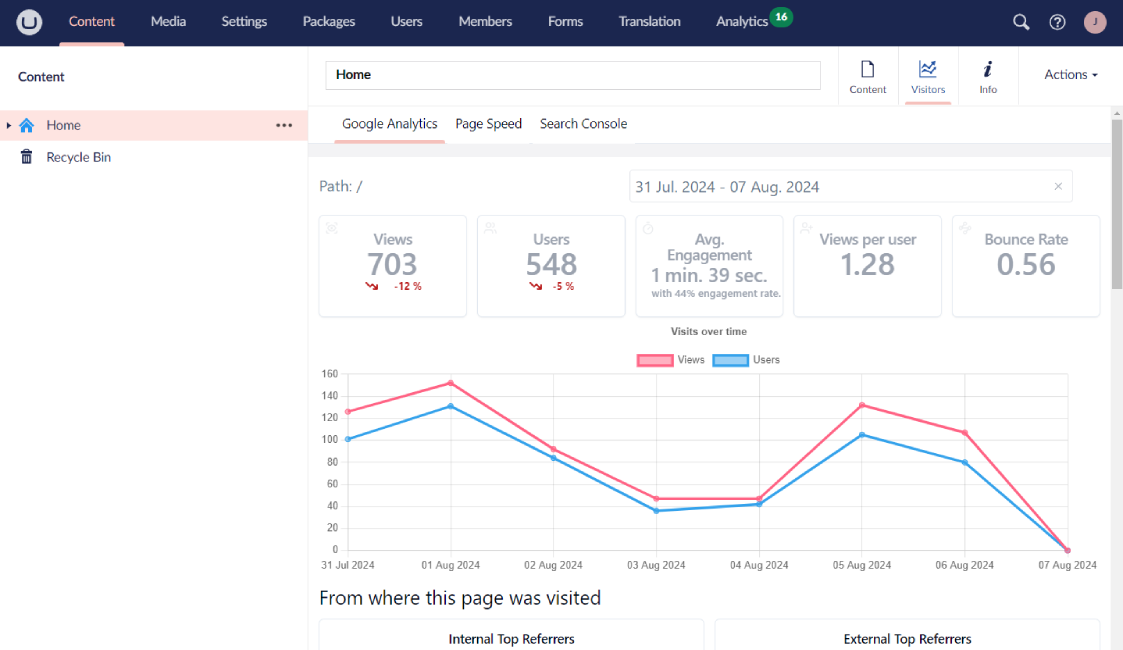 Content Media Settings Packages Users Members Forms Translation Analytics 16 J
Content
Home
Recycle Bin
Home
Content Visitors Info Actions
Google Analytics Page Speed Search Console
Path: /
31 Jul. 2024 - 07 Aug. 2024
Views
703
-12 %
Users
548
-5 %
Avg.
Engagement
1 min. 39 sec.
with 44% engagement rate.
Views per user
1.28
Bounce Rate
0.56
Visits over time
Views Users
160
140
120
100
80
60
40
20
0
31 Jul 2024 01 Aug 2024 02 Aug 2024 03 Aug 2024 04 Aug 2024 05 Aug 2024 06 Aug 2024 07 Aug 2024
From where this page was visited
Internal Top Referrers
External Top Referrers